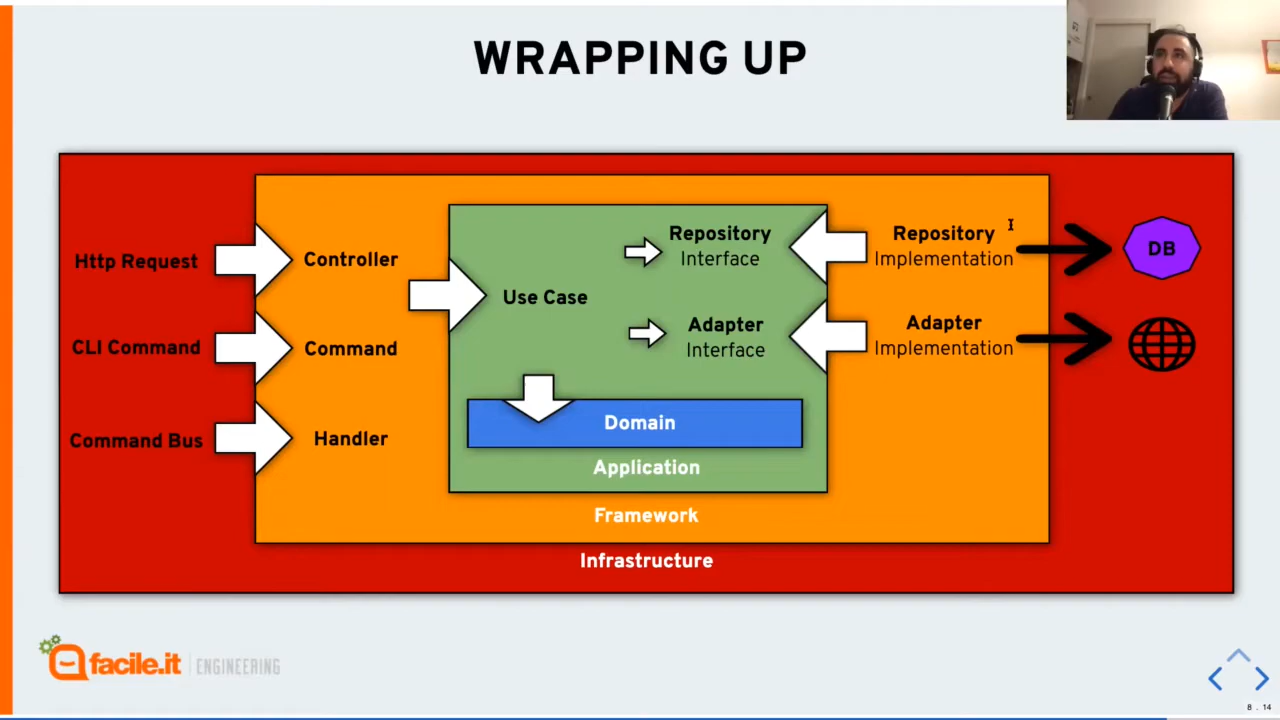 WRAPPING UP
Http Request
Controller
CLI Command
Command
Command Bus
Handler
Use Case
Repository
Interface
Adapter
Interface
Repository
Implementation
Adapter
Implementation
DB
Domain
Application
Framework
Infrastructure
facile.it ENGINEERING
8 . 14